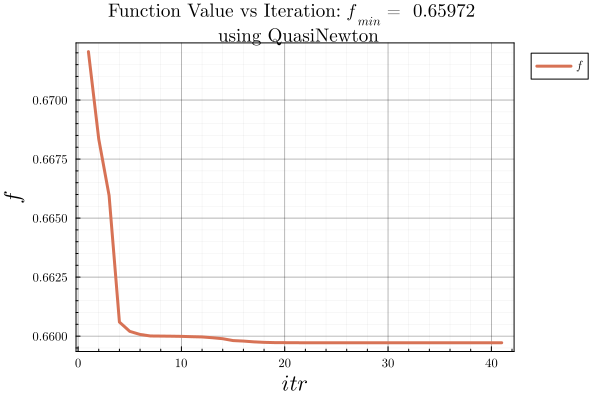 Function Value vs Iteration: f_min = 0.65972
using QuasiNewton
f
0.6700
0.6675
0.6650
0.6625
0.6600
f
0 10 20 30 40
itr